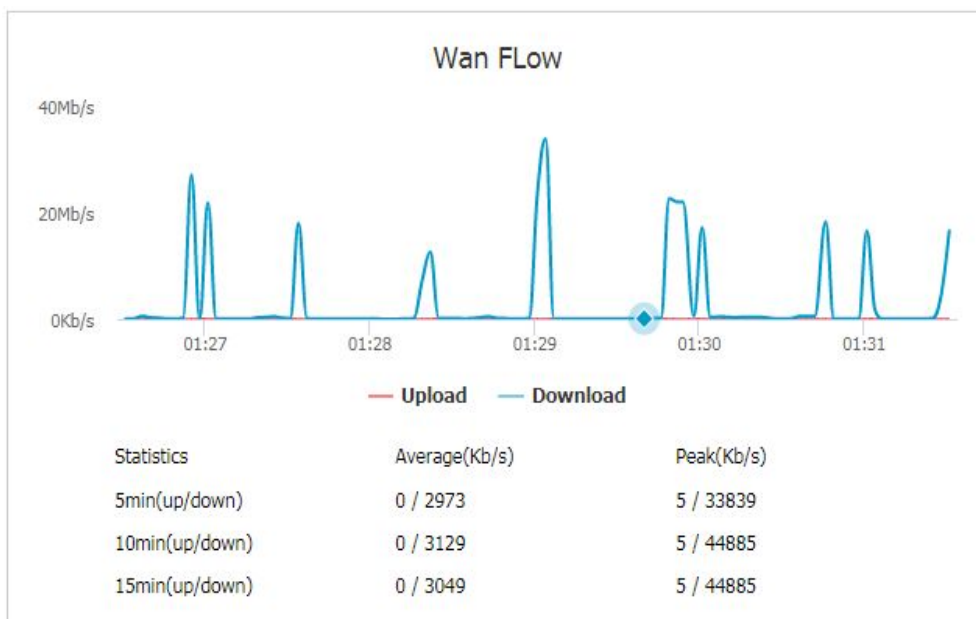 Wan FLow
40Mb/s
20Mb/s
0Kb/s
01:27 01:28 01:29 01:30 01:31
Upload Download
Statistics Average(Kb/s) Peak(Kb/s)
5min(up/down) 0 / 2973 5 / 33839
10min(up/down) 0 / 3129 5 / 44885
15min(up/down) 0 / 3049 5 / 44885